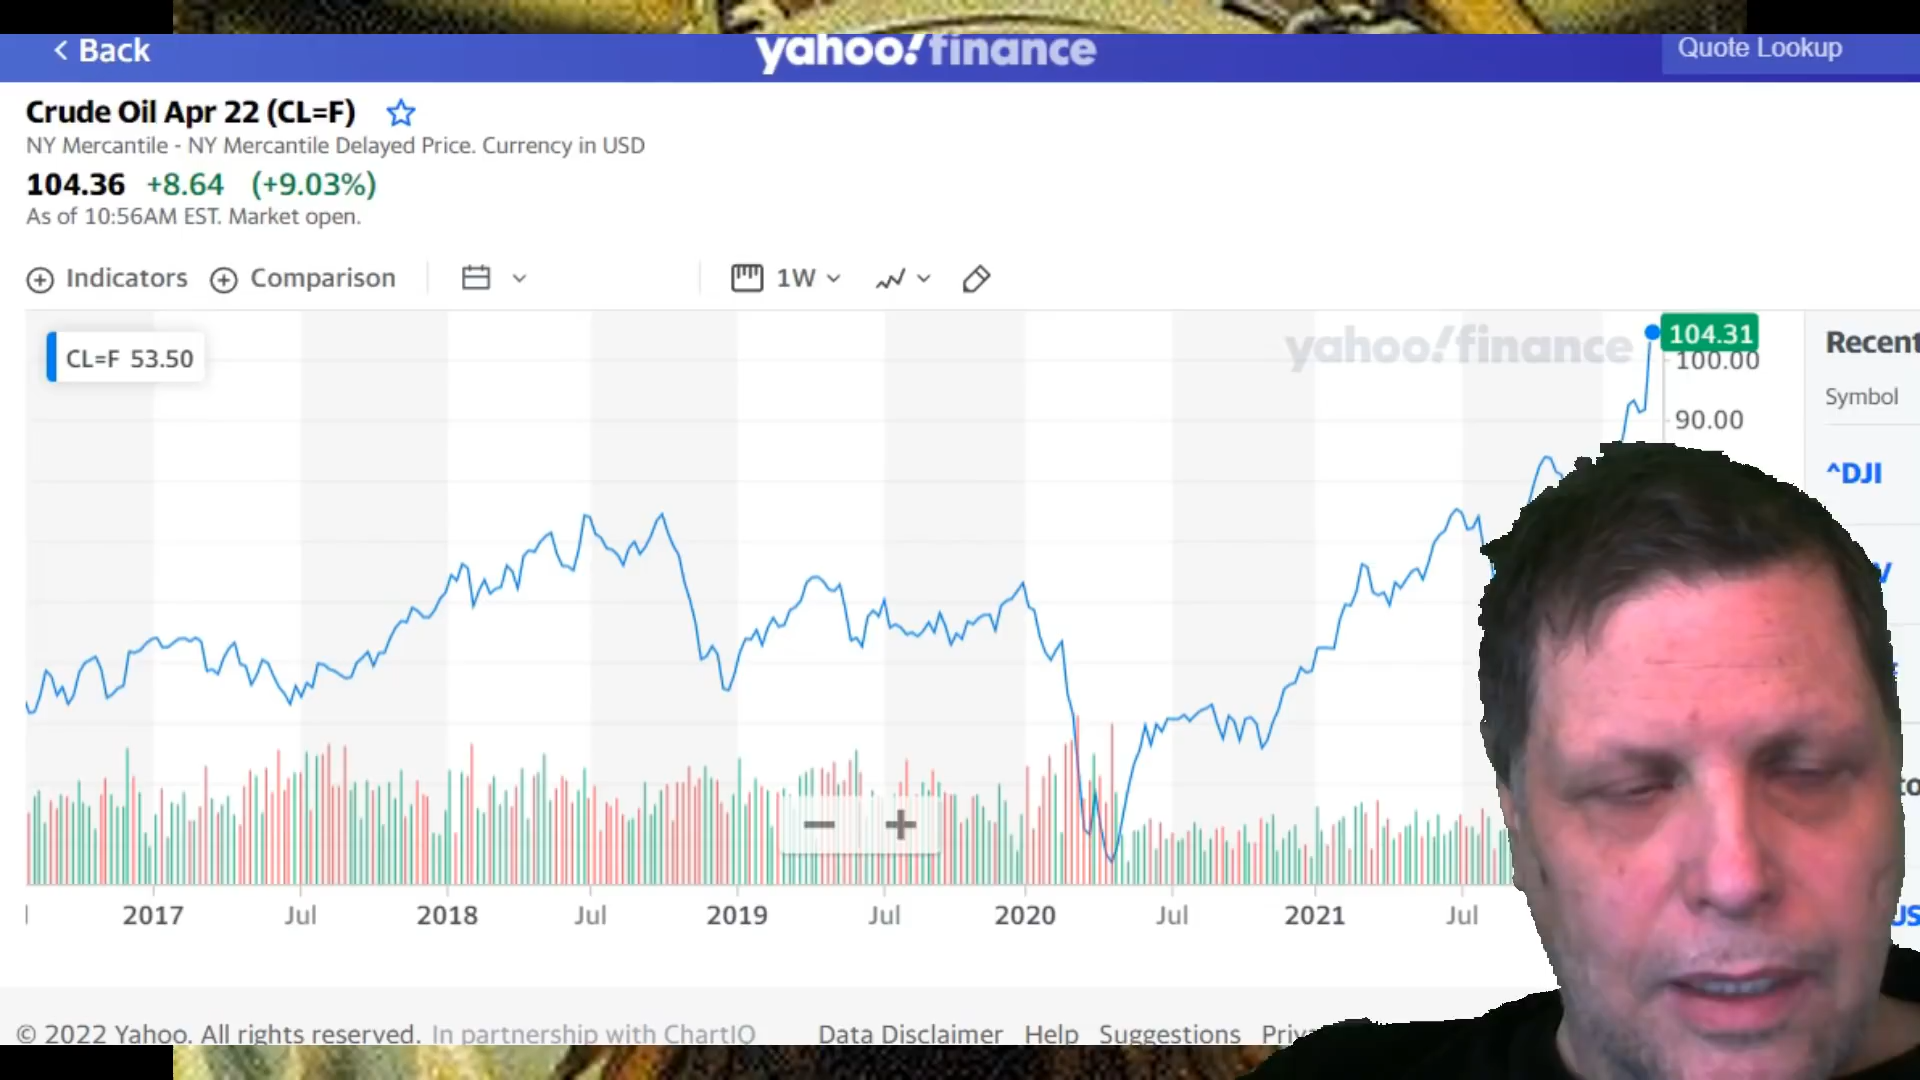 < Back
yahoo!finance
Quote Lookup
Crude Oil Apr 22 (CL=F)
NY Mercantile - NY Mercantile Delayed Price. Currency in USD
104.36 +8.64 (+9.03%)
As of 10:56AM EST. Market open.
Indicators Comparison 1W
CL=F 53.50
yahoo!finance
104.31
100.00
90.00
Recent
Symbol
^DJI
2017 Jul 2018 Jul 2019 Jul 2020 Jul 2021 Jul
© 2022 Yahoo. All rights reserved. In partnership with ChartIQ Data Disclaimer Help Suggestions